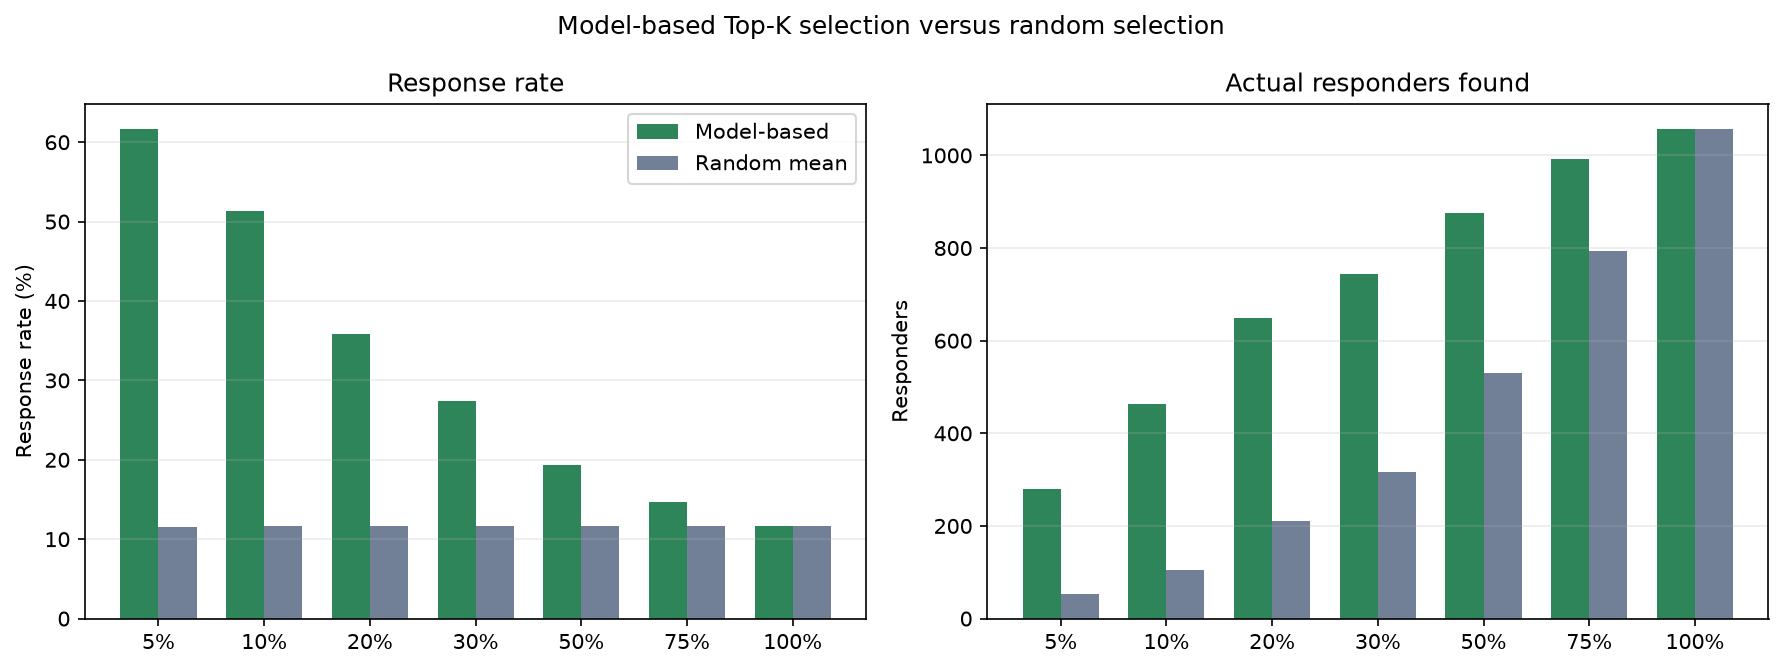 Model-based Top-K selection versus random selection
Response rate
Response rate (%)
60
50
40
30
20
10
0
5% 10% 20% 30% 50% 75% 100%
Model-based
Random mean
Actual responders found
Responders
1000
800
600
400
200
0
5% 10% 20% 30% 50% 75% 100%